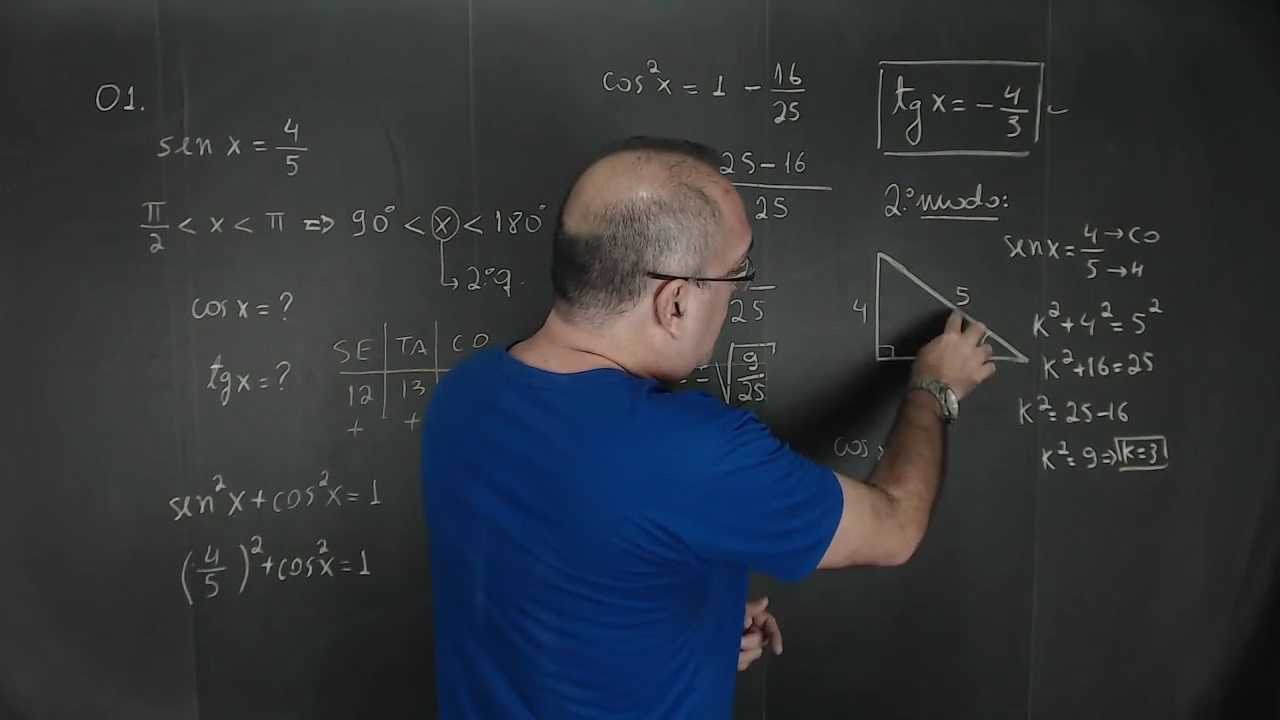 01.
sen x = 4/5
π/2 < x < π ⇒ 90° < x < 180°
↳ 2°q.
cos x = ?
tg x = ?
SE | TA | CO
12 | 13
+ | +
sen²x + cos²x = 1
(4/5)² + cos²x = 1
cos²x = 1 - 16/25
25-16/25
25
± √9/25
tg x = -4/3
2° modo:
sen x = 4→CO/5→H
4
5
K²+4²=5²
K²+16=25
K²=25-16
K²=9⇒K=3
cos